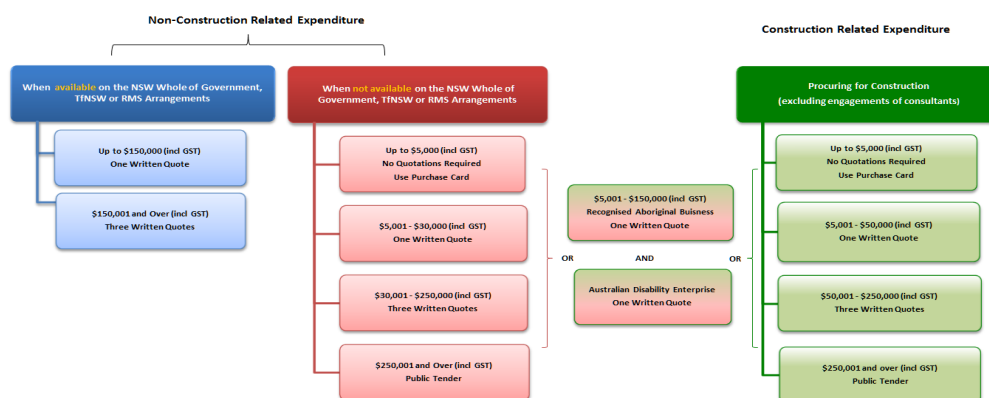 Non-Construction Related Expenditure
Construction Related Expenditure
When available on the NSW Whole of Government,
TfNSW or RMS Arrangements
Up to $150,000 (incl GST)
One Written Quote
$150,001 and Over (incl GST)
Three Written Quotes
When not available on the NSW Whole of
Government, TfNSW or RMS Arrangements
Up to $5,000 (incl GST)
No Quotations Required
Use Purchase Card
$5,001 - $30,000 (incl GST)
One Written Quote
$30,001 - $250,000 (incl GST)
Three Written Quotes
$250,001 and Over (incl GST)
Public Tender
OR
$5,001 - $150,000 (incl GST)
Recognised Aboriginal Buisness
One Written Quote
AND
Australian Disability Enterprise
One Written Quote
OR
Procuring for Construction
(excluding engagements of consultants)
Up to $5,000 (incl GST)
No Quotations Required
Use Purchase Card
$5,001 - $50,000 (incl GST)
One Written Quote
$50,001 - $250,000 (incl GST)
Three Written Quotes
$250,001 and over (incl GST)
Public Tender